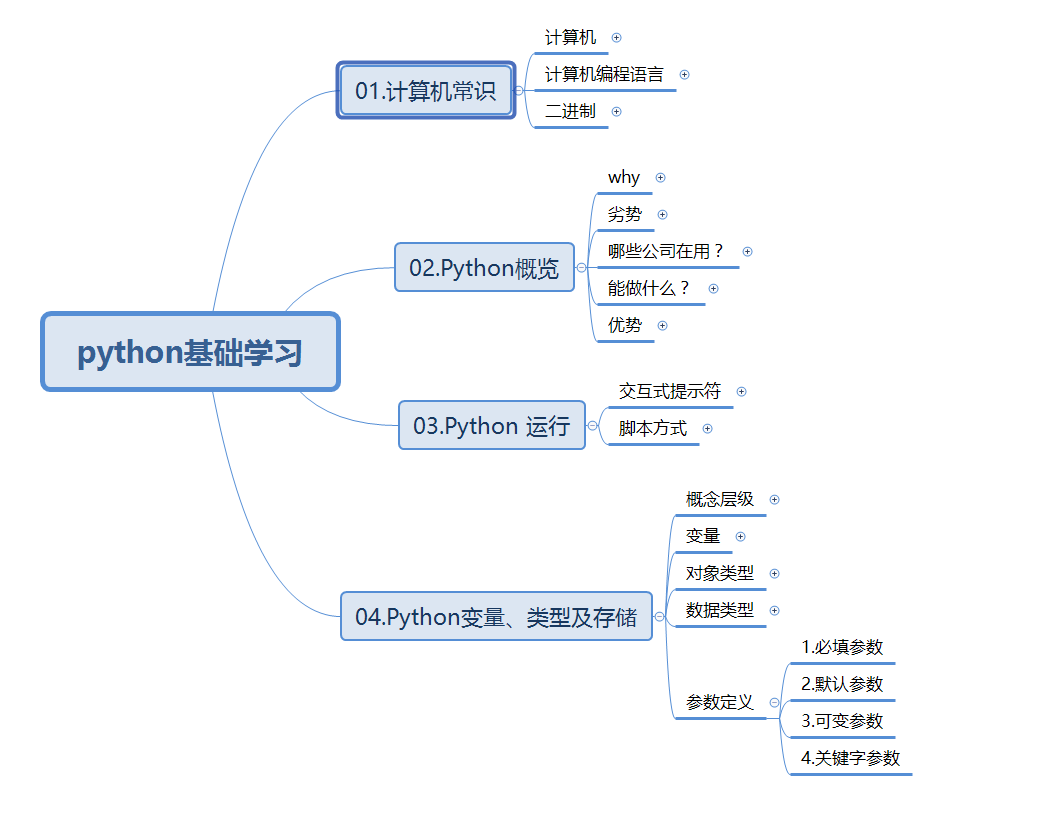 python基础学习
01.计算机常识
计算机
计算机编程语言
二进制
02.Python概览
why
劣势
哪些公司在用？
能做什么？
优势
03.Python 运行
交互式提示符
脚本方式
04.Python变量、类型及存储
概念层级
变量
对象类型
数据类型
参数定义
1.必填参数
2.默认参数
3.可变参数
4.关键字参数